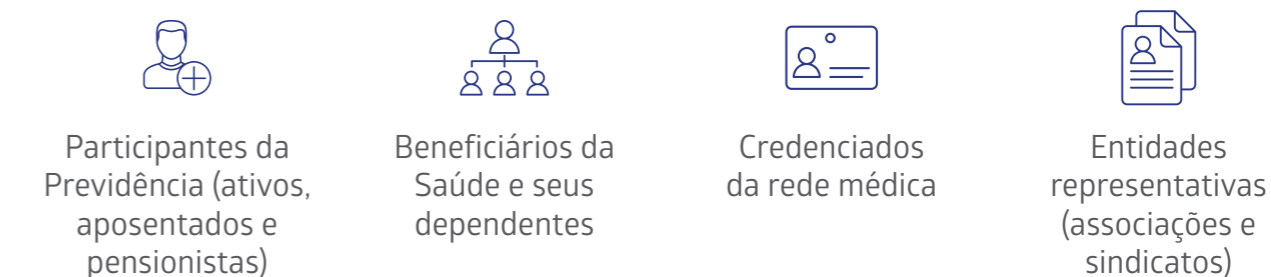 Participantes da
Previdência (ativos,
aposentados e
pensionistas)
Beneficiários da
Saúde e seus
dependentes
Credenciados
da rede médica
Entidades
representativas
(associações e
sindicatos)